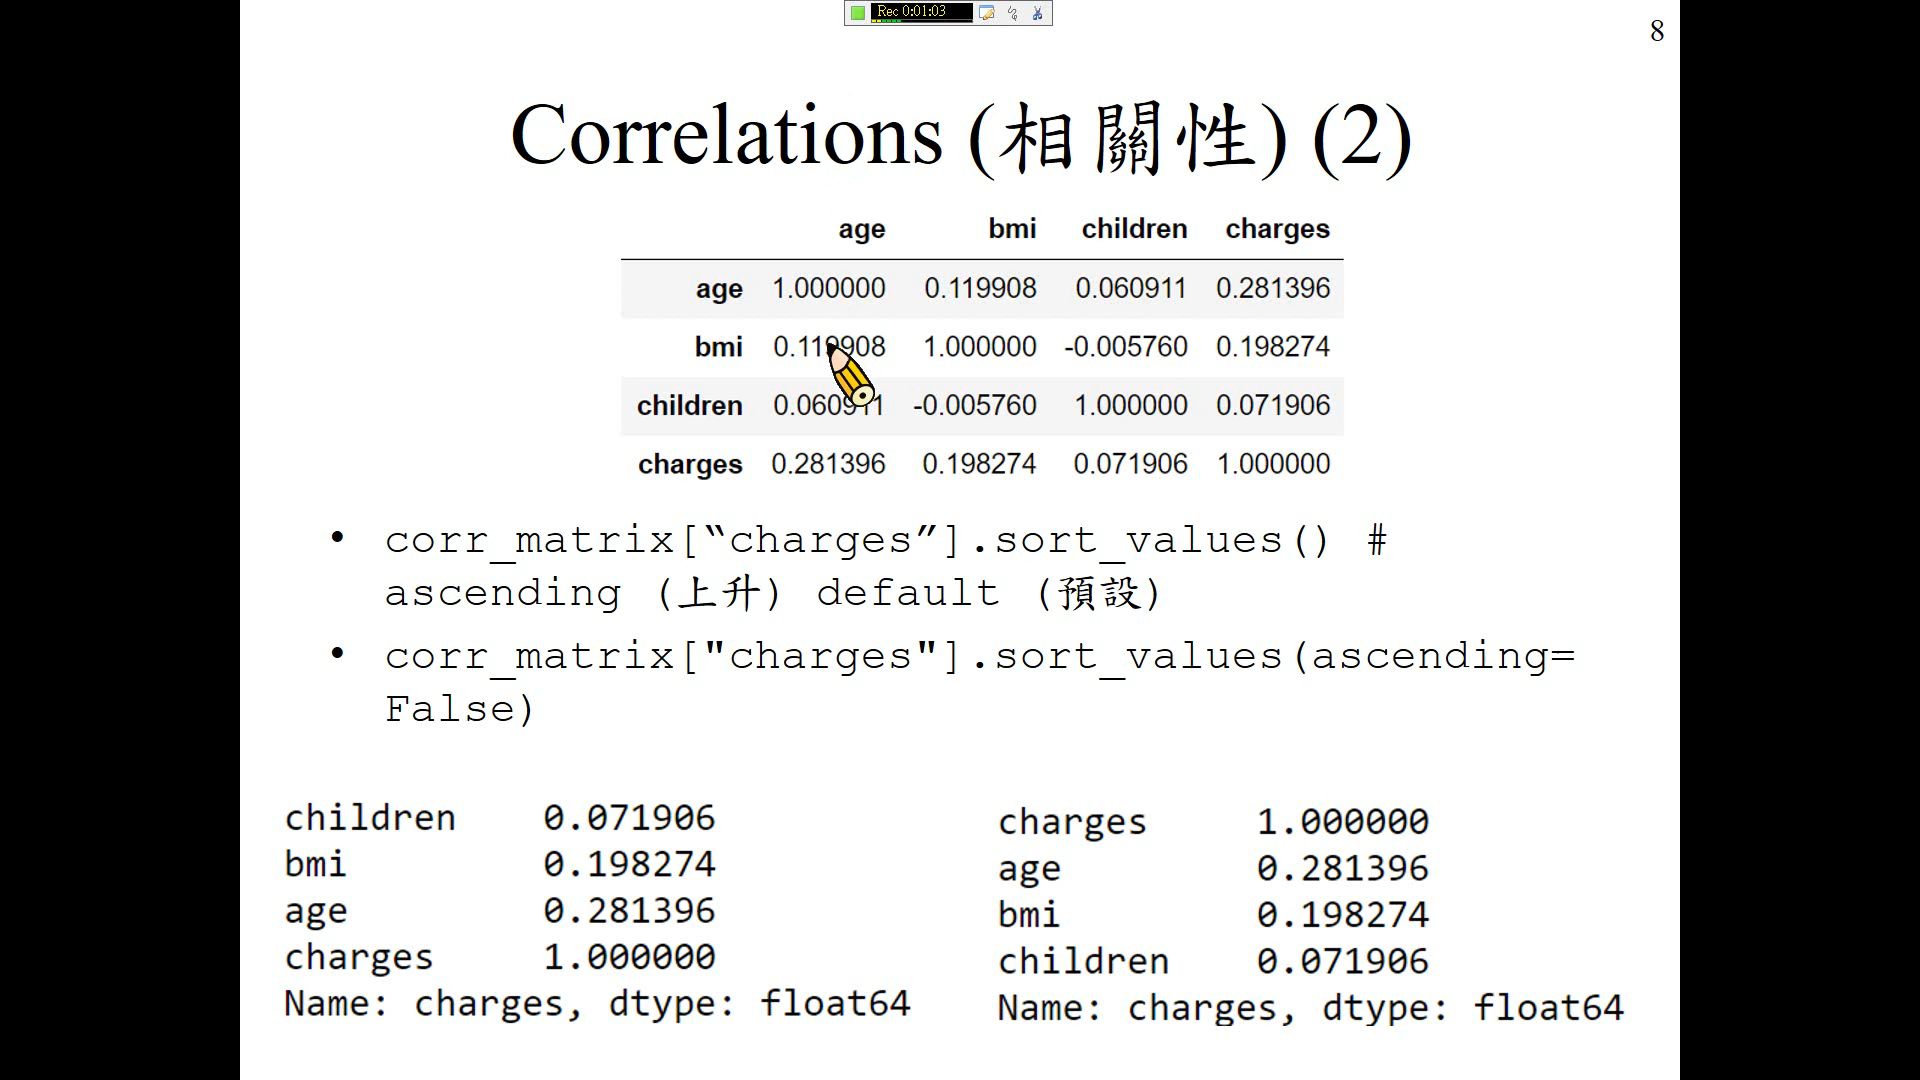 Rec 0:01:03
8
Correlations (相關性) (2)
age bmi children charges
age 1.000000 0.119908 0.060911 0.281396
bmi 0.119908 1.000000 -0.005760 0.198274
children 0.060911 -0.005760 1.000000 0.071906
charges 0.281396 0.198274 0.071906 1.000000
• corr_matrix[“charges”].sort_values() #
ascending (上升) default (預設)
• corr_matrix["charges"].sort_values(ascending=
False)
children 0.071906
bmi 0.198274
age 0.281396
charges 1.000000
Name: charges, dtype: float64
charges 1.000000
age 0.281396
bmi 0.198274
children 0.071906
Name: charges, dtype: float64